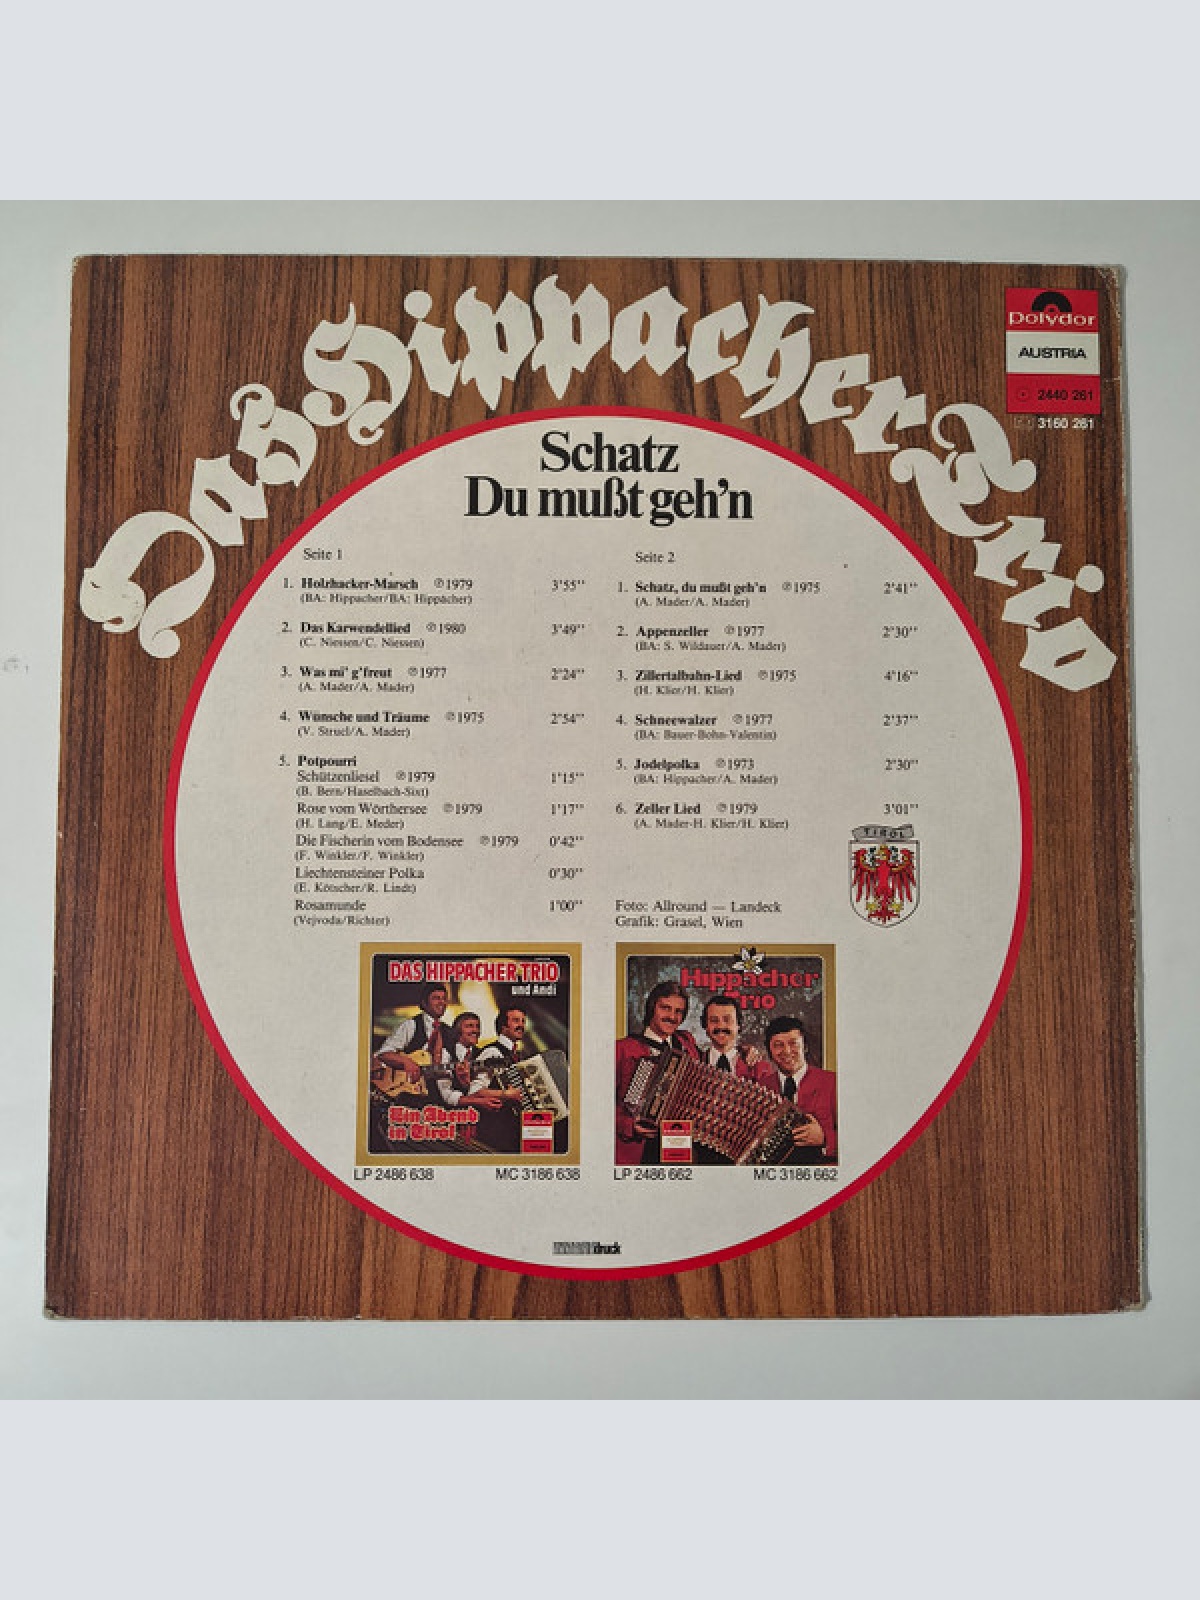 Das Hippacher Trio
Polydor
AUSTRIA
2440 261
3160 261
Schatz
Du mußt geh'n
Seite 1
1. Holzhacker-Marsch ℗1979 3'55''
(BA: Hippacher/BA: Hippacher)
2. Das Karwendellied ℗1980 3'49''
(C. Niessen/C. Niessen)
3. Was mi' g'freut ℗1977 2'24''
(A. Mader/A. Mader)
4. Wünsche und Träume ℗1975 2'54''
(V. Struel/A. Mader)
5. Potpourri
Schützenliesel ℗1979 1'15''
(B. Bern/Haselbach-Sixt)
Rose vom Wörthersee ℗1979 1'17''
(H. Lang/E. Meder)
Die Fischerin vom Bodensee ℗1979 0'42''
(F. Winkler/F. Winkler)
Liechtensteiner Polka 0'30''
(E. Kötscher/R. Lindt)
Rosamunde 1'00''
(Vejvoda/Richter)
Seite 2
1. Schatz, du mußt geh'n ℗1975 2'41''
(A. Mader/A. Mader)
2. Appenzeller ℗1977 2'30''
(BA: S. Wildauer/A. Mader)
3. Zillertalbahn-Lied ℗1975 4'16''
(H. Klier/H. Klier)
4. Schneewalzer ℗1977 2'37''
(BA: Bauer-Bohn-Valentin)
5. Jodelpolka ℗1973 2'30''
(BA: Hippacher/A. Mader)
6. Zeller Lied ℗1979 3'01''
(A. Mader-H. Klier/H. Klier)
TIROL
Foto: Allround — Landeck
Grafik: Grasel, Wien
DAS HIPPACHER TRIO
und Andi
Ein Abend
in Tirol
LP 2486 638 MC 3186 638
Hippacher
Trio
LP 2486 662 MC 3186 662
druck